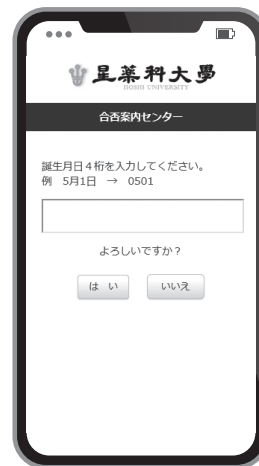 星薬科大學
HOSHI UNIVERSITY
合否案内センター
誕生月日４桁を入力してください。
例　5月1日　→　0501
よろしいですか？
は　い　　いいえ